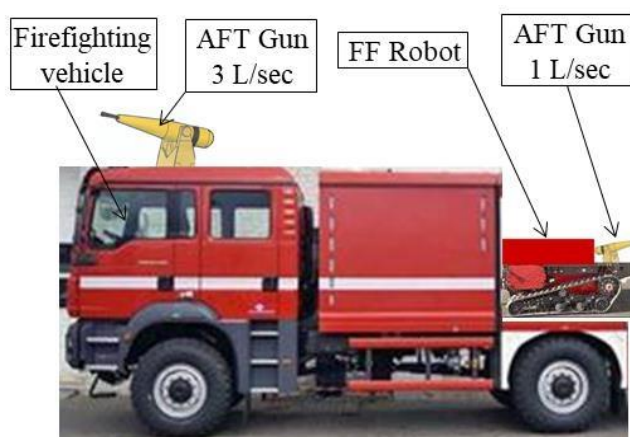 Firefighting
vehicle
AFT Gun
3 L/sec
FF Robot
AFT Gun
1 L/sec